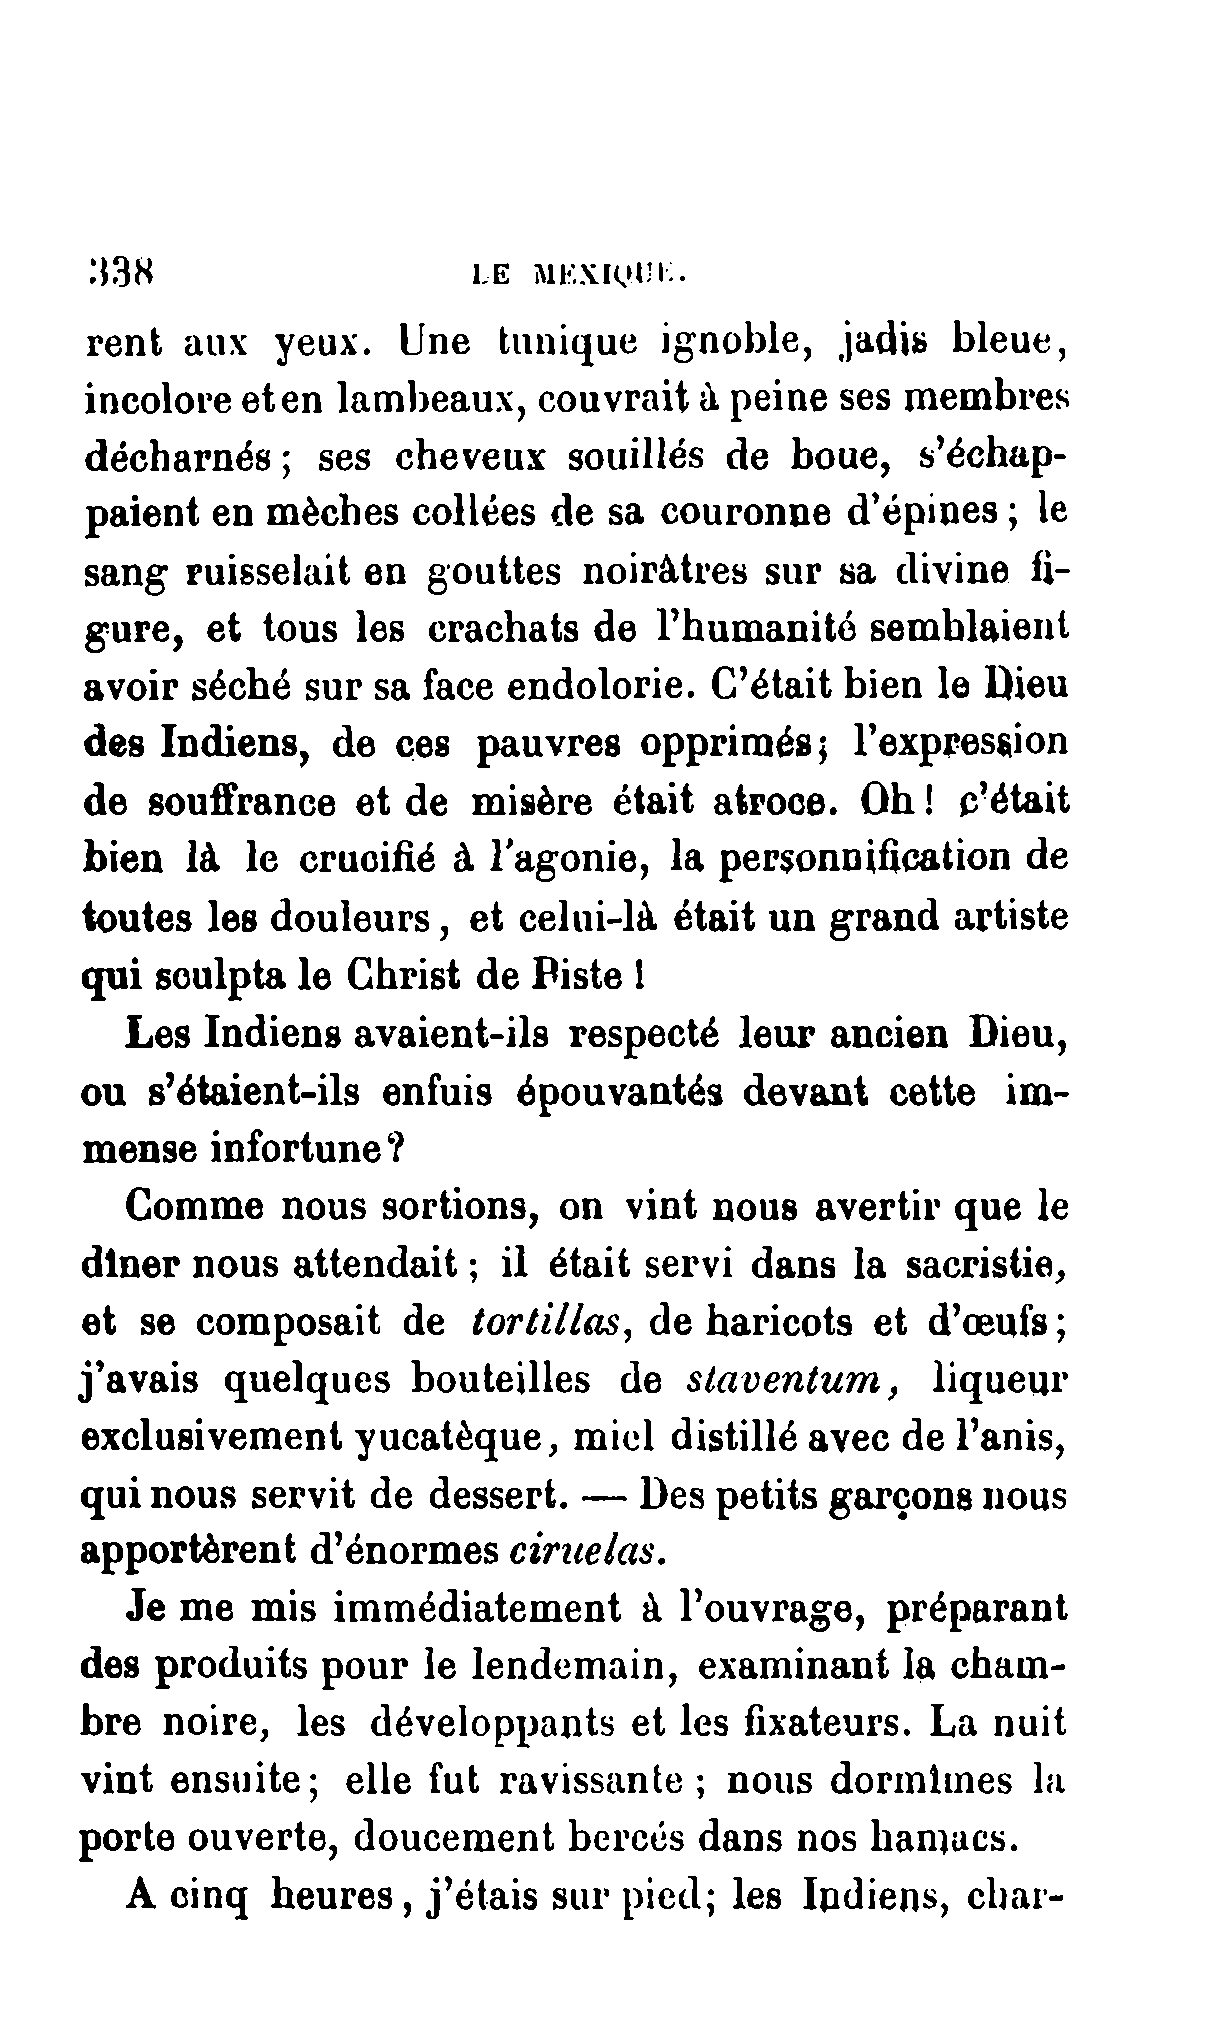 338 LE MEXIQUE.
rent aux yeux. Une tunique ignoble, jadis bleue,
incolore et en lambeaux, couvrait à peine ses membres
décharnés ; ses cheveux souillés de boue, s'échap-
paient en mèches collées de sa couronne d'épines ; le
sang ruisselait en gouttes noirâtres sur sa divine fi-
gure, et tous les crachats de l'humanité semblaient
avoir séché sur sa face endolorie. C'était bien le Dieu
des Indiens, de ces pauvres opprimés; l'expression
de souffrance et de misère était atroce. Oh ! c'était
bien là le crucifié à l'agonie, la personnification de
toutes les douleurs , et celui-là était un grand artiste
qui sculpta le Christ de Piste !
Les Indiens avaient-ils respecté leur ancien Dieu,
ou s'étaient-ils enfuis épouvantés devant cette im-
mense infortune ?
Comme nous sortions, on vint nous avertir que le
dîner nous attendait ; il était servi dans la sacristie,
et se composait de tortillas, de haricots et d'œufs ;
j'avais quelques bouteilles de staventum, liqueur
exclusivement yucatèque, miel distillé avec de l'anis,
qui nous servit de dessert. — Des petits garçons nous
apportèrent d'énormes ciruelas.
Je me mis immédiatement à l'ouvrage, préparant
des produits pour le lendemain, examinant la cham-
bre noire, les développants et les fixateurs. La nuit
vint ensuite ; elle fut ravissante ; nous dormîmes la
porte ouverte, doucement bercés dans nos hamacs.
A cinq heures , j'étais sur pied; les Indiens, char-